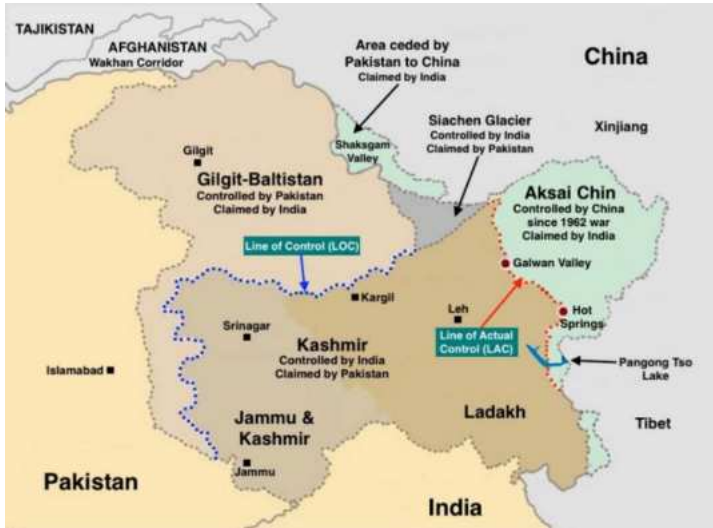 TAJIKISTAN
AFGHANISTAN
Wakhan Corridor
Area ceded by
Pakistan to China
Claimed by India
China
Siachen Glacier
Controlled by India
Claimed by Pakistan
Xinjiang
Shaksgam
Valley
Gilgit
Gilgit-Baltistan
Controlled by Pakistan
Claimed by India
Aksai Chin
Controlled by China
since 1962 war
Claimed by India
Line of Control (LOC)
Galwan Valley
Kargil
Leh
Hot
Springs
Srinagar
Kashmir
Controlled by India
Claimed by Pakistan
Line of Actual
Control (LAC)
Islamabad
Pangong Tso
Lake
Jammu &
Kashmir
Ladakh
Tibet
Jammu
Pakistan
India